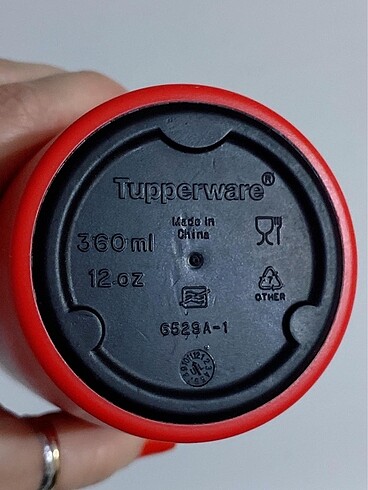 Tupperware®
Made in
China
360ml
12 oz
OTHER
6529A-1